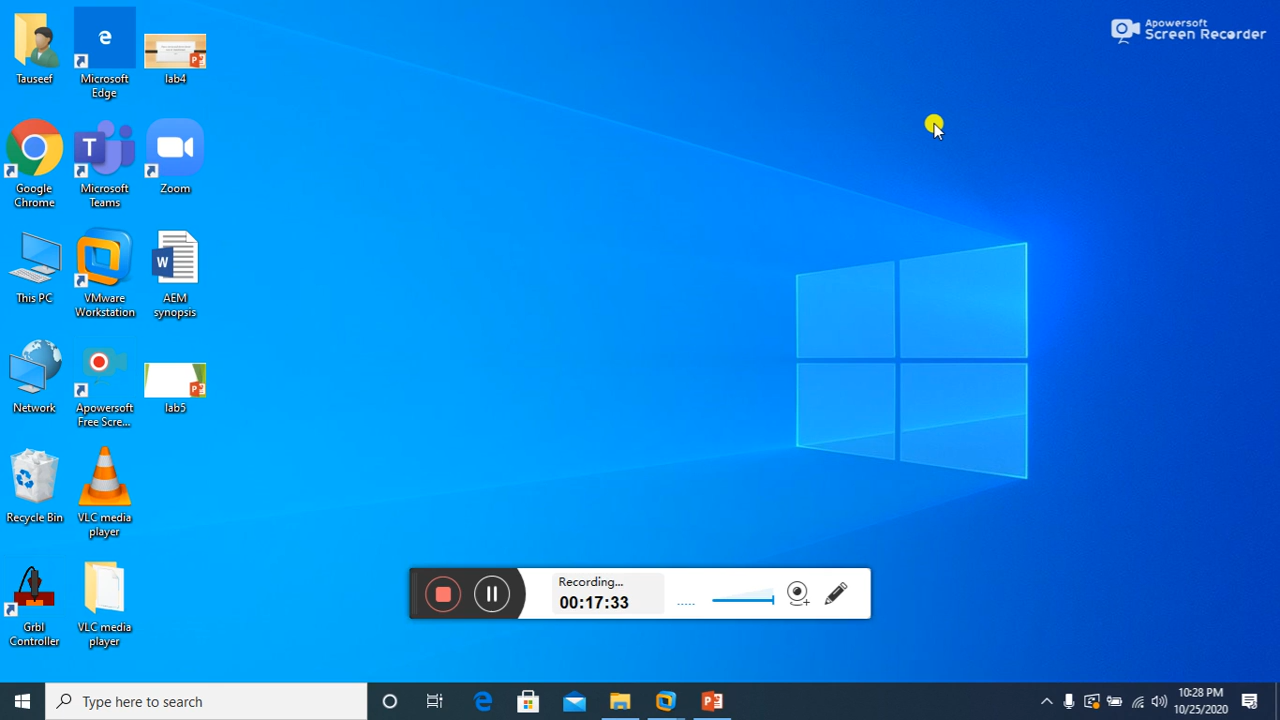 Apowersoft
Screen Recorder
Tauseef
Microsoft
Edge
lab4
Google
Chrome
Microsoft
Teams
Zoom
This PC
VMware
Workstation
AEM
synopsis
Network
Apowersoft
Free Scre...
lab5
Recycle Bin
VLC media
player
Grbl
Controller
VLC media
player
Recording...
00:17:33
Type here to search
10:28 PM
10/25/2020